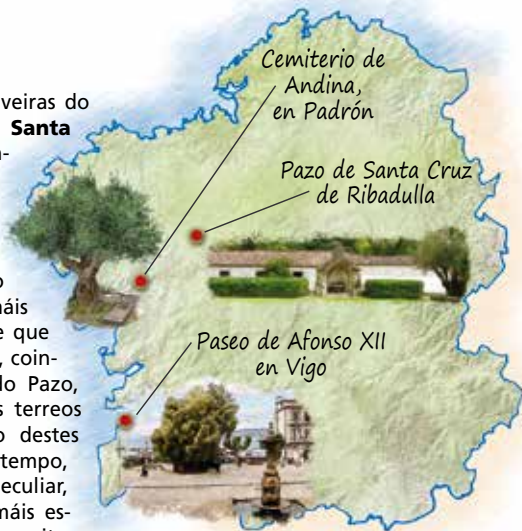 veiras do
Santa
máis
que
, coin-
Pazo,
terreos
destes
tempo,
eculiar,
máis es-
Cemiterio de
Andina,
en Padrón
Pazo de Santa Cruz
de Ribadulla
Paseo de Afonso XII
en Vigo